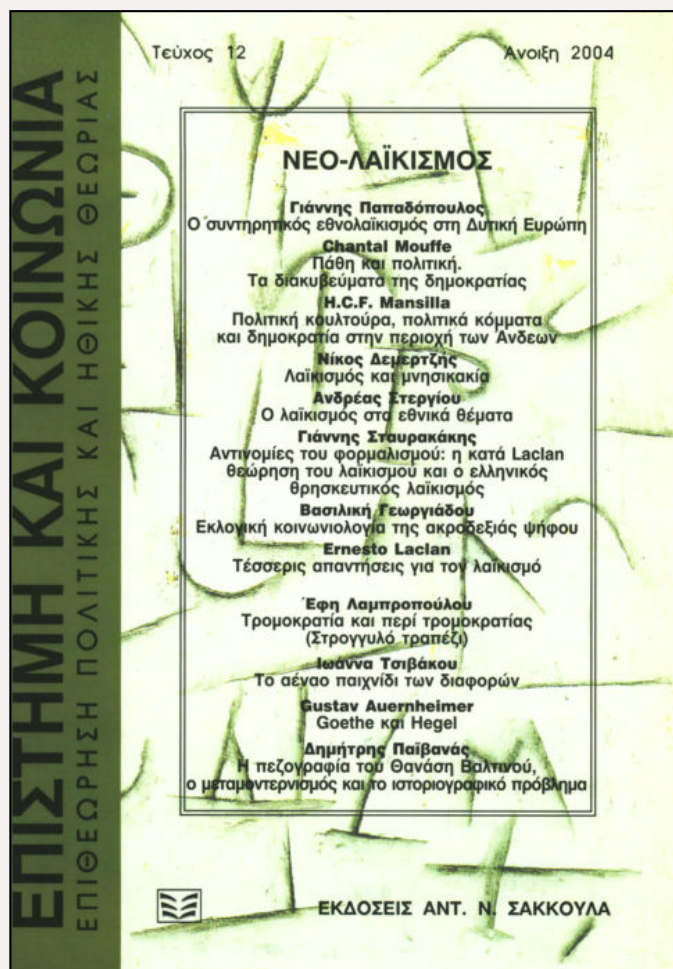 ΕΠΙΣΤΗΜΗ ΚΑΙ ΚΟΙΝΩΝΙΑ
ΕΠΙΘΕΩΡΗΣΗ ΠΟΛΙΤΙΚΗΣ ΚΑΙ ΗΘΙΚΗΣ ΘΕΩΡΙΑΣ
Τεύχος 12
Άνοιξη 2004
ΝΕΟ-ΛΑΪΚΙΣΜΟΣ
Γιάννης Παπαδόπουλος
Ο συντηρητικός εθνολαϊκισμός στη Δυτική Ευρώπη
Chantal Mouffe
Πάθη και πολιτική.
Τα διακυβεύματα της δημοκρατίας
H.C.F. Mansilla
Πολιτική κουλτούρα, πολιτικά κόμματα
και δημοκρατία στην περιοχή των Άνδεων
Νίκος Δεμερτζής
Λαϊκισμός και μνησικακία
Ανδρέας Στεργίου
Ο λαϊκισμός στα εθνικά θέματα
Γιάννης Σταυρακάκης
Αντινομίες του φορμαλισμού: η κατά Laclan
θεώρηση του λαϊκισμού και ο ελληνικός
θρησκευτικός λαϊκισμός
Βασιλική Γεωργιάδου
Εκλογική κοινωνιολογία της ακροδεξιάς ψήφου
Ernesto Laclan
Τέσσερις απαντήσεις για τον λαϊκισμό
Έφη Λαμπροπούλου
Τρομοκρατία και περί τρομοκρατίας
(Στρογγυλό τραπέζι)
Ιωάννα Τσιβάκου
Το αέναο παιχνίδι των διαφορών
Gustav Auernheimer
Goethe και Hegel
Δημήτρης Παϊβανάς
Η πεζογραφία του Θανάση Βαλτινού,
ο μεταμοντερνισμός και το ιστοριογραφικό πρόβλημα
ΕΚΔΟΣΕΙΣ ΑΝΤ. Ν. ΣΑΚΚΟΥΛΑ